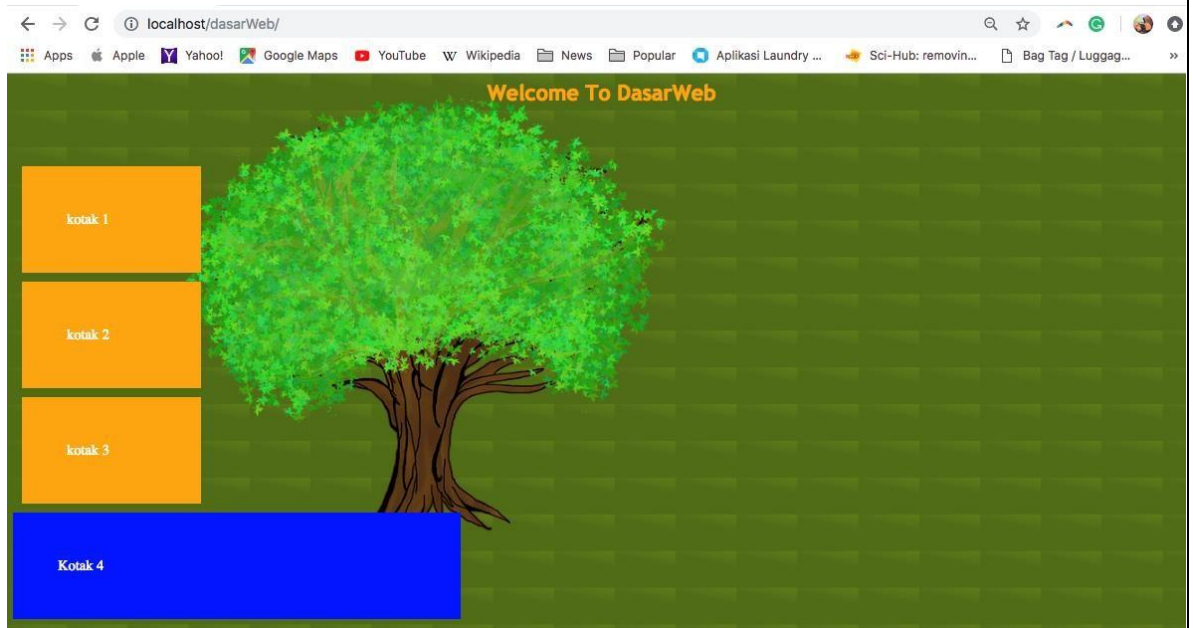 localhost/dasarWeb/
Apps Apple Yahoo! Google Maps YouTube Wikipedia News Popular Aplikasi Laundry ... Sci-Hub: removin... Bag Tag / Luggag... »
Welcome To DasarWeb
kotak 1
kotak 2
kotak 3
Kotak 4